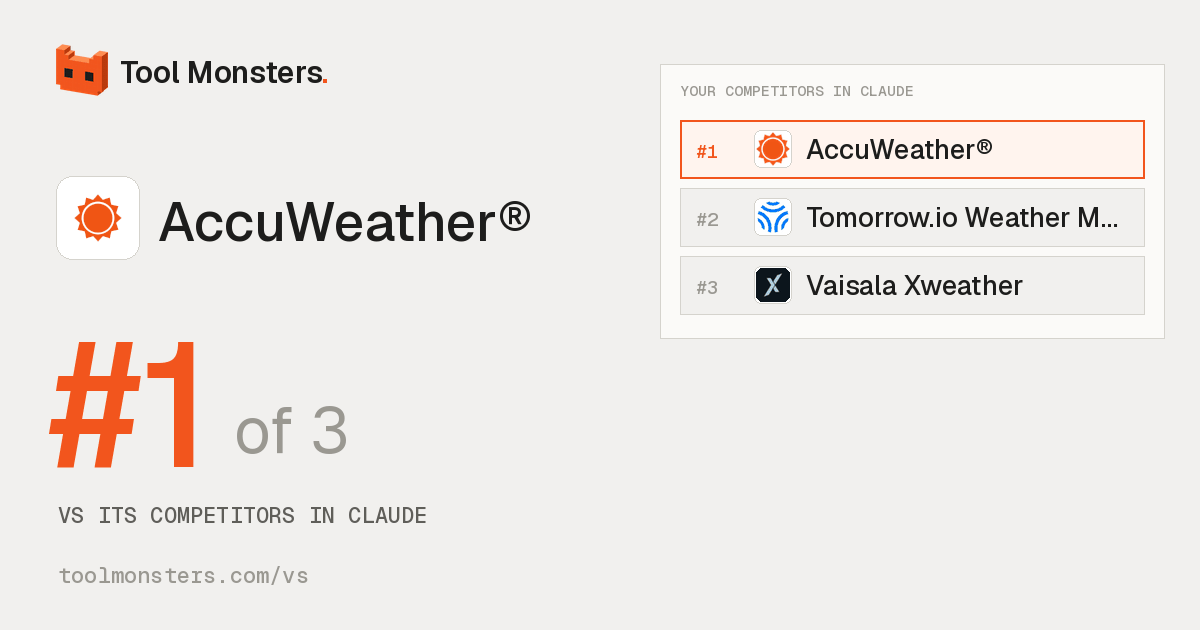 Tool Monsters.
AccuWeather®
#1 of 3
VS ITS COMPETITORS IN CLAUDE
toolmonsters.com/vs
YOUR COMPETITORS IN CLAUDE
#1 AccuWeather®
#2 Tomorrow.io Weather M...
#3 Vaisala Xweather